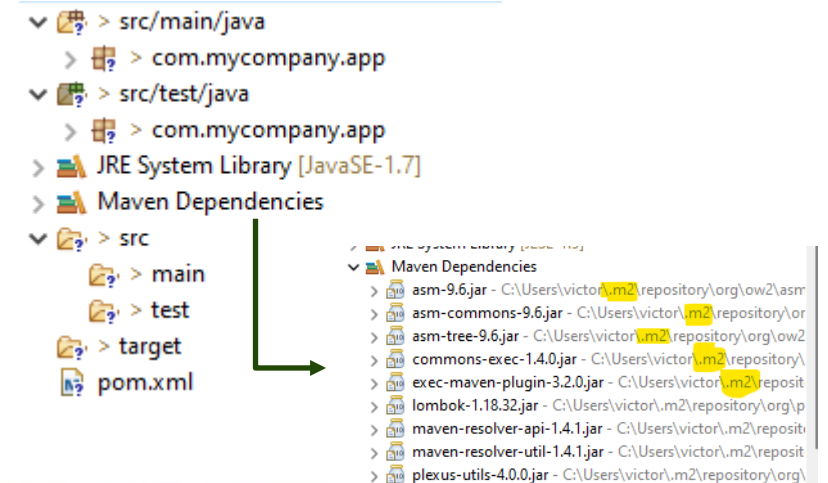 > src/main/java
> com.mycompany.app
> src/test/java
> com.mycompany.app
JRE System Library [JavaSE-1.7]
Maven Dependencies
> src
> main
> test
> target
pom.xml
JRE System Library
Maven Dependencies
asm-9.6.jar - C:\Users\victor\.m2\repository\org\ow2\asm
asm-commons-9.6.jar - C:\Users\victor\.m2\repository\or
asm-tree-9.6.jar - C:\Users\victor\.m2\repository\org\ow2
commons-exec-1.4.0.jar - C:\Users\victor\.m2\repository\
exec-maven-plugin-3.2.0.jar - C:\Users\victor\.m2\reposit
lombok-1.18.32.jar - C:\Users\victor\.m2\repository\org\p
maven-resolver-api-1.4.1.jar - C:\Users\victor\.m2\reposit
maven-resolver-util-1.4.1.jar - C:\Users\victor\.m2\reposit
plexus-utils-4.0.0.jar - C:\Users\victor\.m2\repository\org\